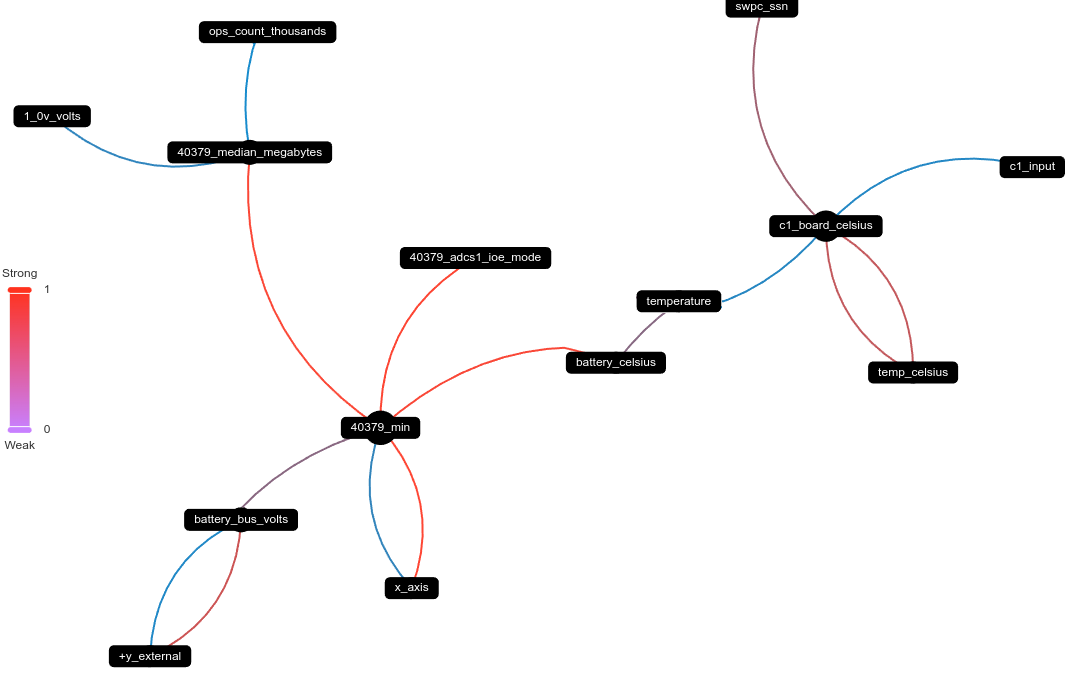 swpc_ssn
ops_count_thousands
1_0v_volts
40379_median_megabytes
c1_input
c1_board_celsius
40379_adcs1_ioe_mode
Strong
1
temperature
battery_celsius
temp_celsius
40379_min
0
Weak
battery_bus_volts
x_axis
+y_external